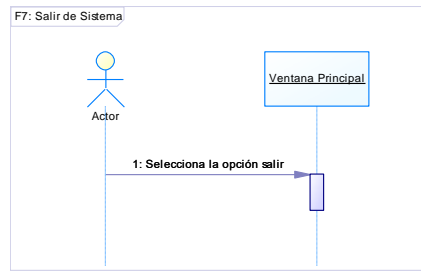 F7: Salir de Sistema
Ventana Principal
Actor
1: Selecciona la opción salir